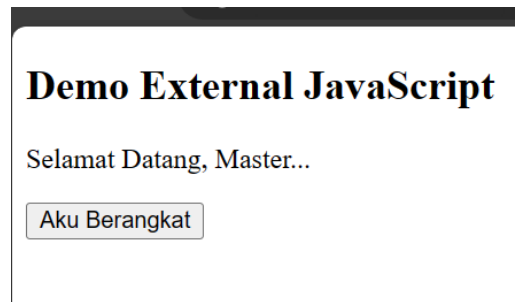 Demo External JavaScript
Selamat Datang, Master...
Aku Berangkat